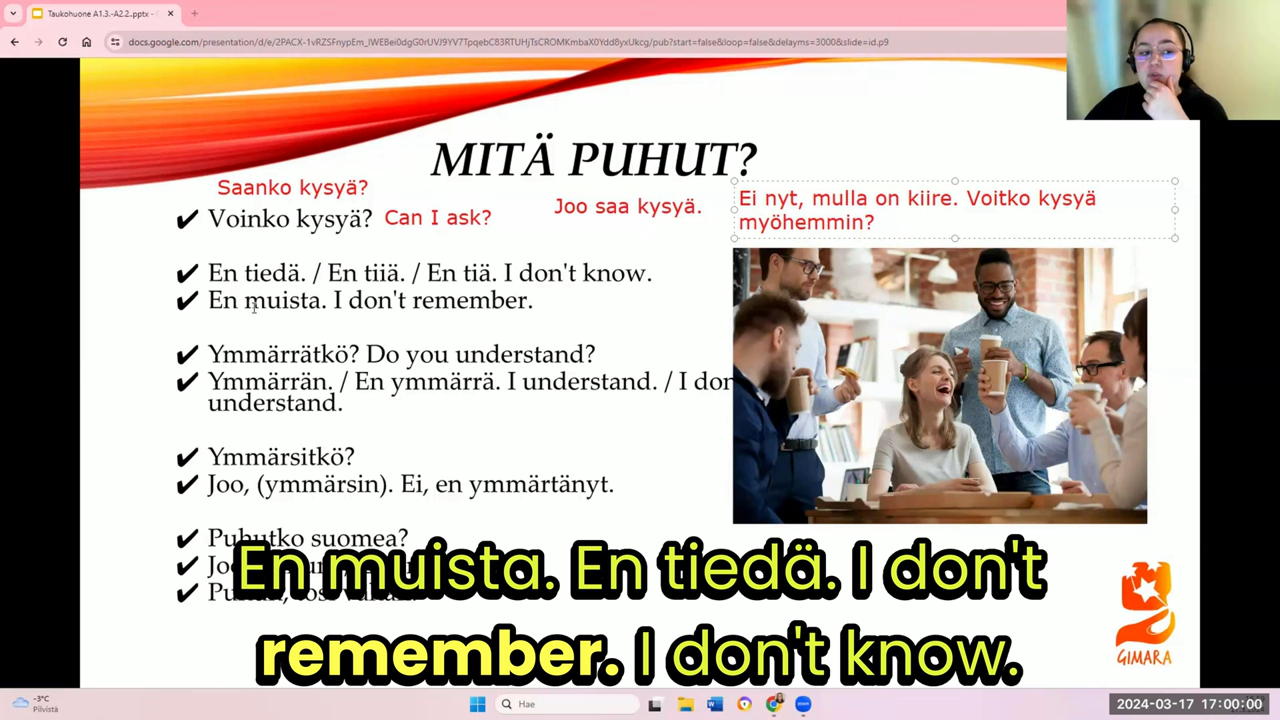 Taukohuone A1.3.-A2.2..pptx -
docs.google.com/presentation/d/e/2PACX-1vRZSFnypEm_IWEBei0dgG0rUVJ9YV7TpqebC83RTUHjTsCROMKmbaX0Ydd8yxUkcg/pub?start=false&loop=false&delayms=3000&slide=id.p9
MITÄ PUHUT?
Saanko kysyä?
Voinko kysyä? Can I ask?
Joo saa kysyä.
Ei nyt, mulla on kiire. Voitko kysyä
myöhemmin?
En tiedä. / En tiiä. / En tiä. I don't know.
En muista. I don't remember.
Ymmärrätkö? Do you understand?
Ymmärrän. / En ymmärrä. I understand. / I don
understand.
Ymmärsitkö?
Joo, (ymmärsin). Ei, en ymmärtänyt.
Puhutko suomea?
En muista. En tiedä. I don't
remember. I don't know.
GIMARA
-3°C
Pilvistä
Hae
zoom
2024-03-17 17:00:00